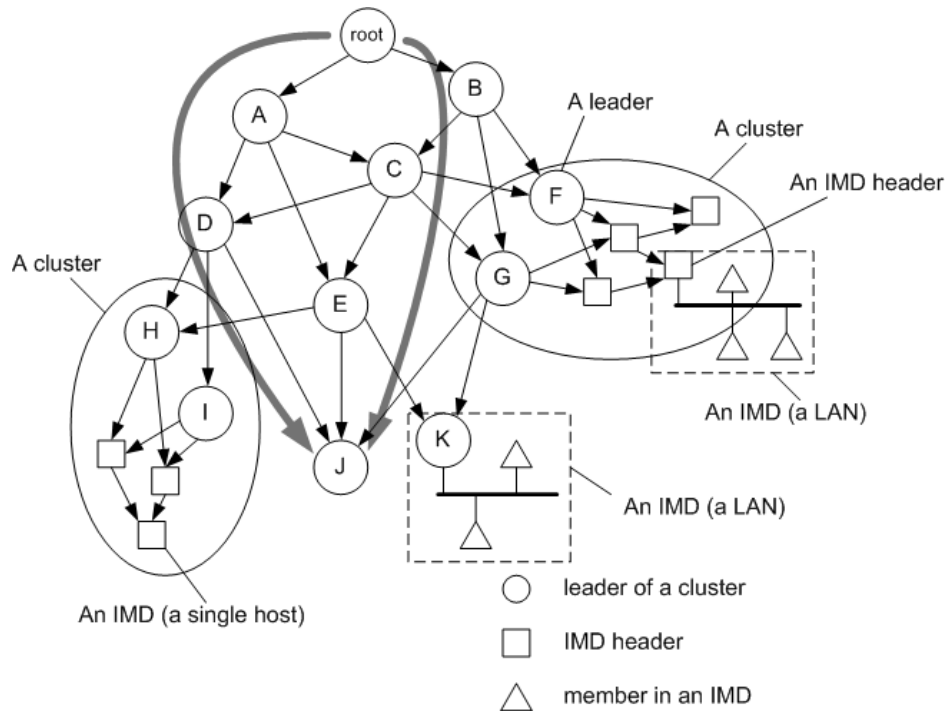 root
B
A leader
A
A cluster
C
An IMD header
F
D
A cluster
G
E
H
An IMD (a LAN)
I
K
J
An IMD (a LAN)
leader of a cluster
An IMD (a single host)
IMD header
member in an IMD